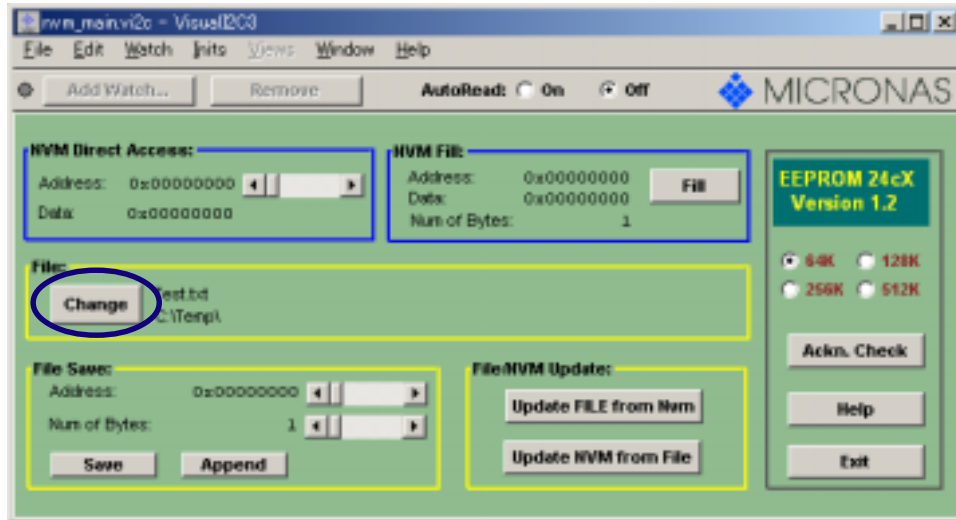 nvm_main.vi2c - VisualI2C3
File Edit Watch Inits Views Window Help
Add Watch... Remove AutoRead: On Off MICRONAS
NVM Direct Access:
Address: 0x00000000
Data: 0x00000000
NVM Fill:
Address: 0x00000000
Data: 0x00000000
Num of Bytes: 1
Fill
EEPROM 24cX
Version 1.2
64K 128K
256K 512K
File:
Change
Test.txt
C:\Temp\
File Save:
Address: 0x00000000
Num of Bytes: 1
Save Append
File/NVM Update:
Update FILE from Nvm
Update NVM from File
Ackn. Check
Help
Exit